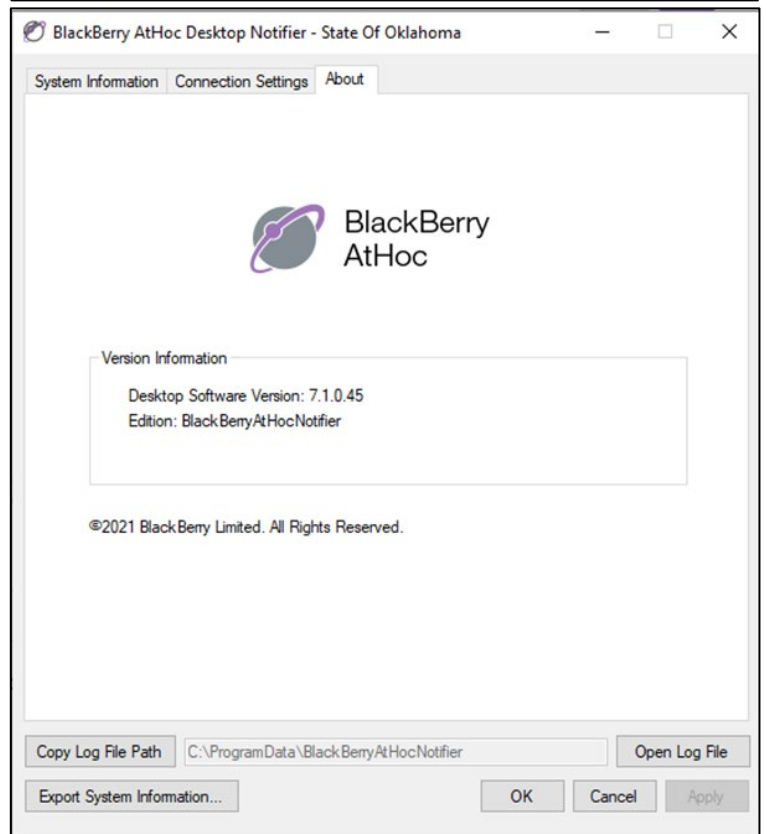 BlackBerry AtHoc Desktop Notifier - State Of Oklahoma
System Information Connection Settings About
BlackBerry
AtHoc
Version Information
Desktop Software Version: 7.1.0.45
Edition: BlackBerryAtHocNotifier
©2021 BlackBerry Limited. All Rights Reserved.
Copy Log File Path C:\ProgramData\BlackBerryAtHocNotifier Open Log File
Export System Information... OK Cancel Apply